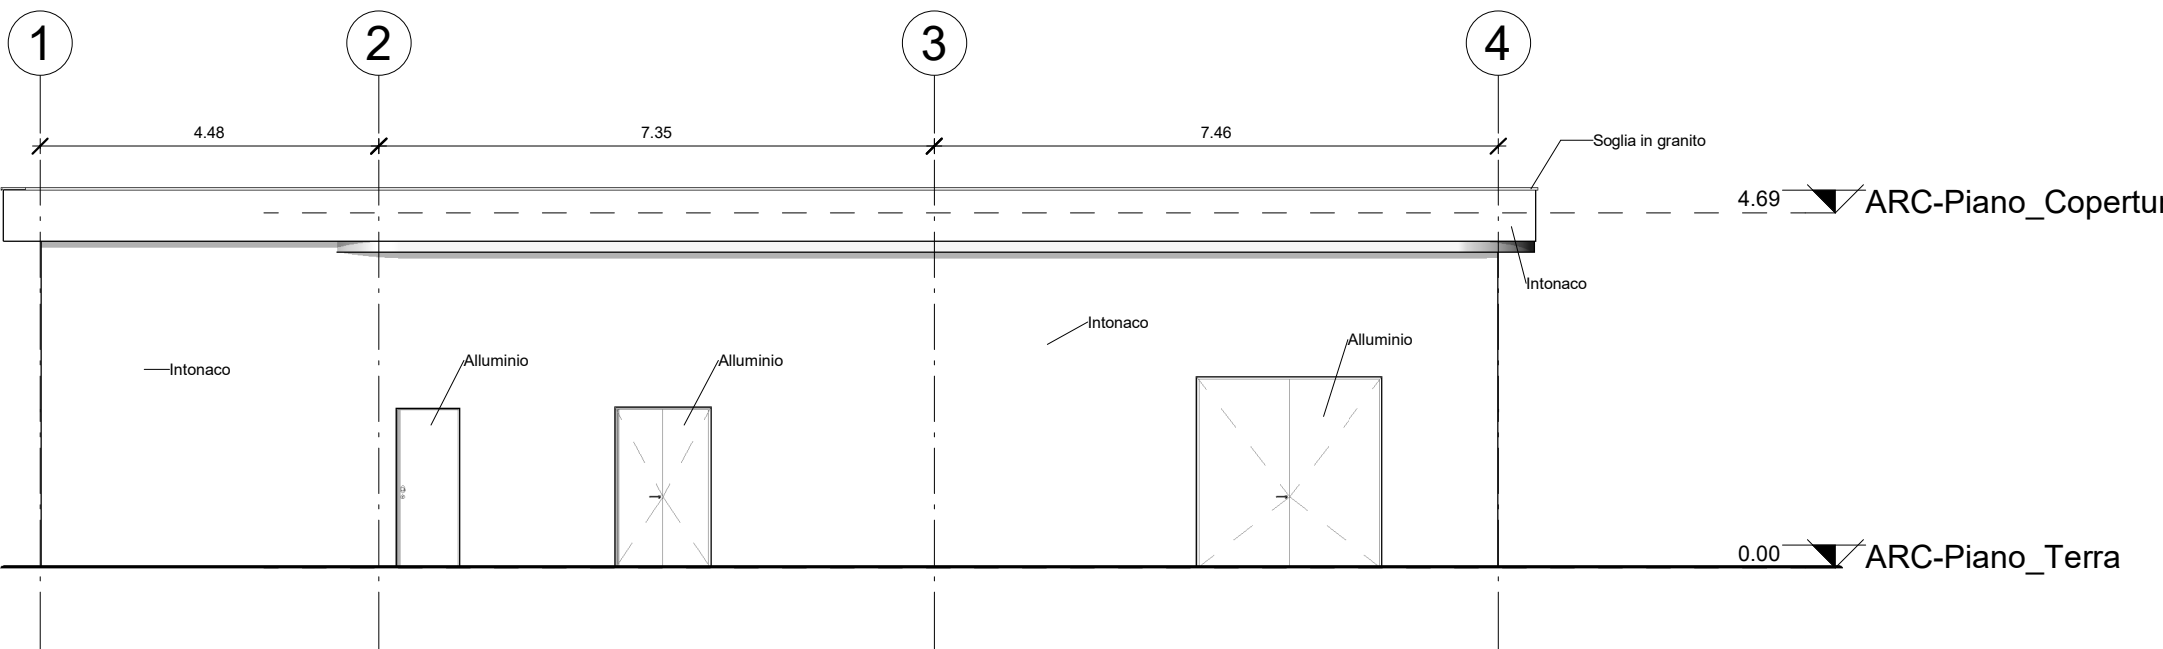 1 2 3 4
4.48 7.35 7.46
Soglia in granito
4.69 ARC-Piano_Copertur
Intonaco
Intonaco
Alluminio
Alluminio
Alluminio
Intonaco
0.00 ARC-Piano_Terra